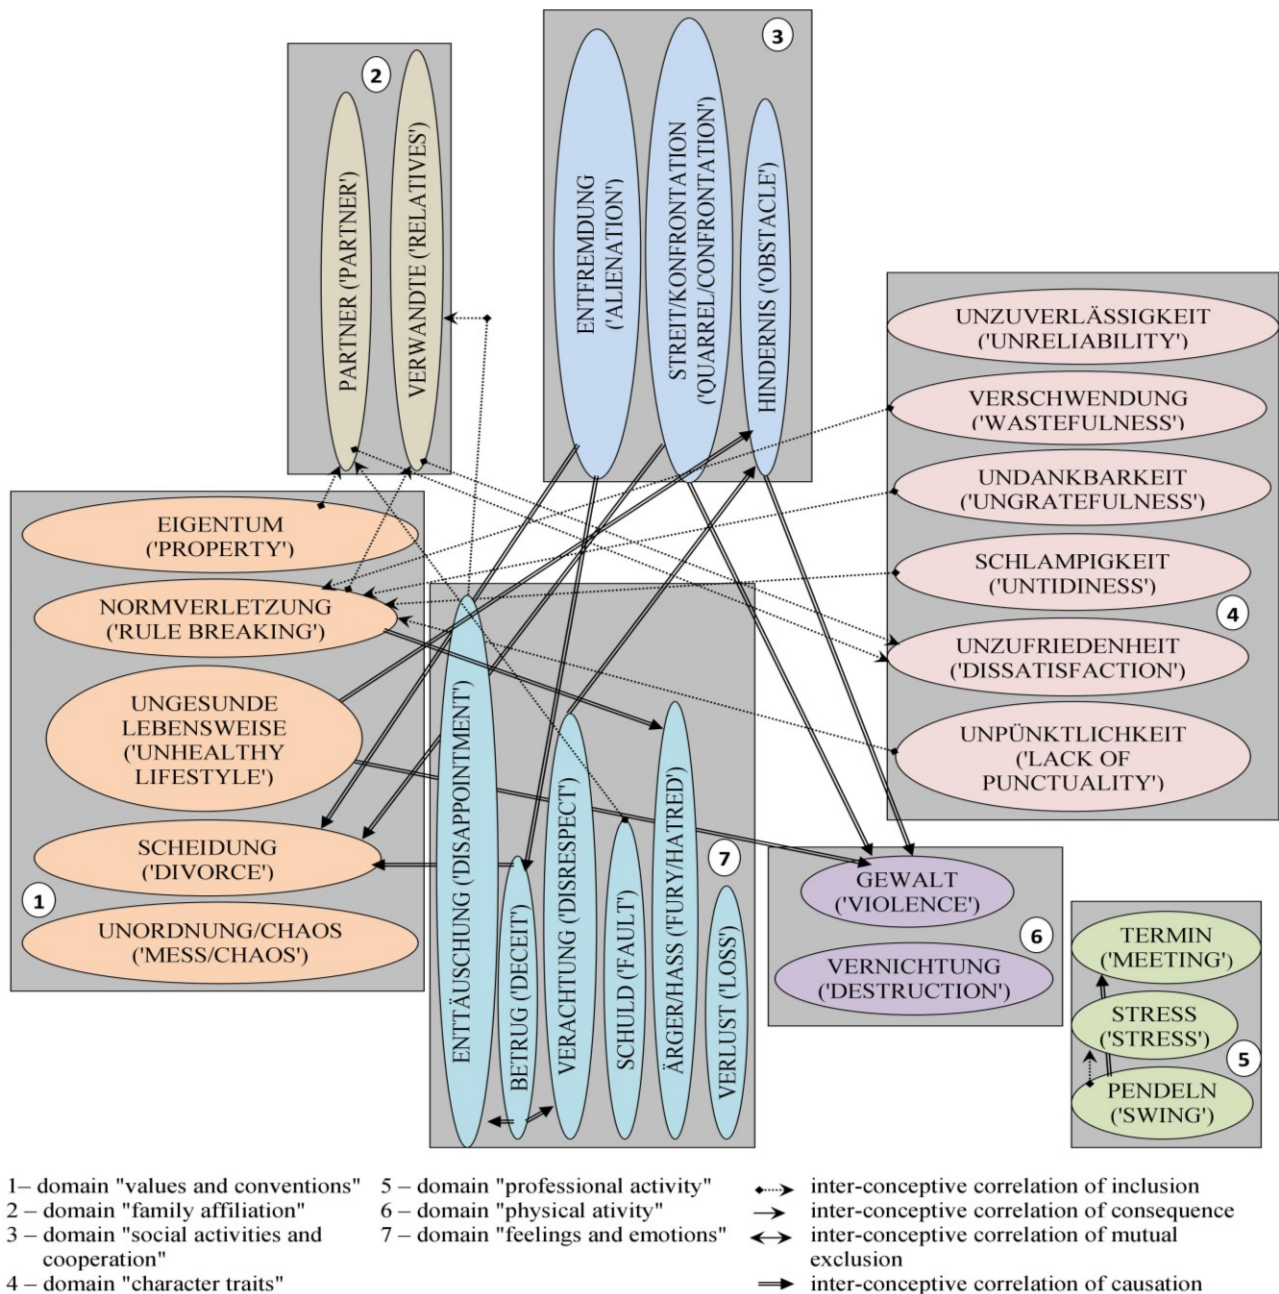 2
PARTNER ('PARTNER')
VERWANDTE ('RELATIVES')
3
ENTFREMDUNG
('ALIENATION')
STREIT/KONFRONTATION
('QUARREL/CONFRONTATION')
HINDERNIS ('OBSTACLE')
UNZUVERLÄSSIGKEIT
('UNRELIABILITY')
VERSCHWENDUNG
('WASTEFULNESS')
UNDANKBARKEIT
('UNGRATEFULNESS')
SCHLAMPIGKEIT
('UNTIDINESS')
4
UNZUFRIEDENHEIT
('DISSATISFACTION')
UNPÜNKTLICHKEIT
('LACK OF
PUNCTUALITY')
EIGENTUM
('PROPERTY')
NORMVERLETZUNG
('RULE BREAKING')
UNGESUNDE
LEBENSWEISE
('UNHEALTHY
LIFESTYLE')
SCHEIDUNG
('DIVORCE')
1
UNORDNUNG/CHAOS
('MESS/CHAOS')
ENTTÄUSCHUNG ('DISAPPOINTMENT')
BETRUG ('DECEIT')
VERACHTUNG ('DISRESPECT')
SCHULD ('FAULT')
ÄRGER/HASS ('FURY/HATRED')
VERLUST ('LOSS')
7
GEWALT
('VIOLENCE')
6
VERNICHTUNG
('DESTRUCTION')
TERMIN
('MEETING')
STRESS
('STRESS')
5
PENDELN
('SWING')
1– domain "values and conventions"
2 – domain "family affiliation"
3 – domain "social activities and
cooperation"
4 – domain "character traits"
5 – domain "professional activity"
6 – domain "physical ativity"
7 – domain "feelings and emotions"
inter-conceptive correlation of inclusion
inter-conceptive correlation of consequence
inter-conceptive correlation of mutual
exclusion
inter-conceptive correlation of causation